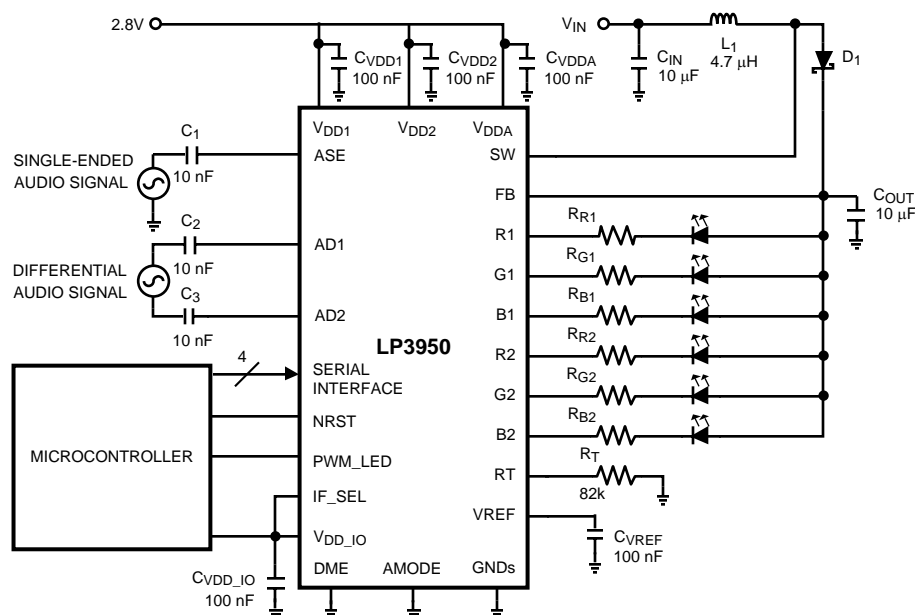 2.8V
VIN
CVDD1
100 nF
CVDD2
100 nF
CVDDA
100 nF
CIN
10 µF
L1
4.7 µH
D1
VDD1
VDD2
VDDA
C1
10 nF
SINGLE-ENDED
AUDIO SIGNAL
ASE
SW
FB
COUT
10 µF
C2
10 nF
DIFFERENTIAL
AUDIO SIGNAL
C3
10 nF
AD1
AD2
R1
RR1
G1
RG1
B1
RB1
LP3950
R2
RR2
G2
RG2
B2
RB2
4
SERIAL
INTERFACE
NRST
MICROCONTROLLER
PWM_LED
IF_SEL
VDD_IO
RT
RT
82k
VREF
CVREF
100 nF
CVDD_IO
100 nF
DME
AMODE
GNDs